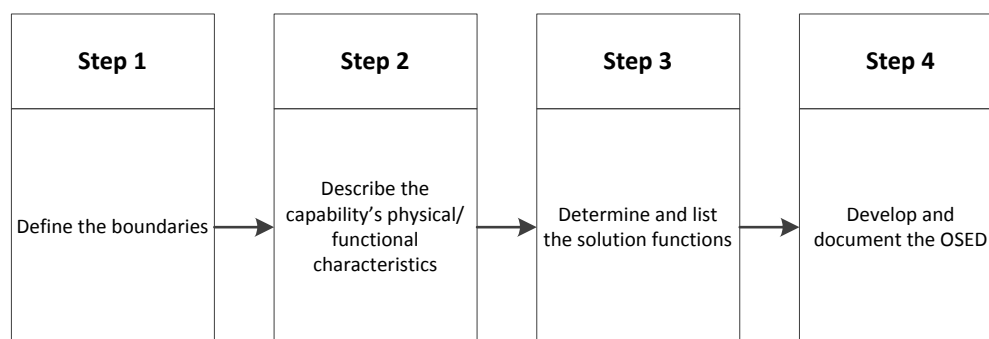 Step 1
Define the boundaries
Step 2
Describe the
capability's physical/
functional
characteristics
Step 3
Determine and list
the solution functions
Step 4
Develop and
document the OSED